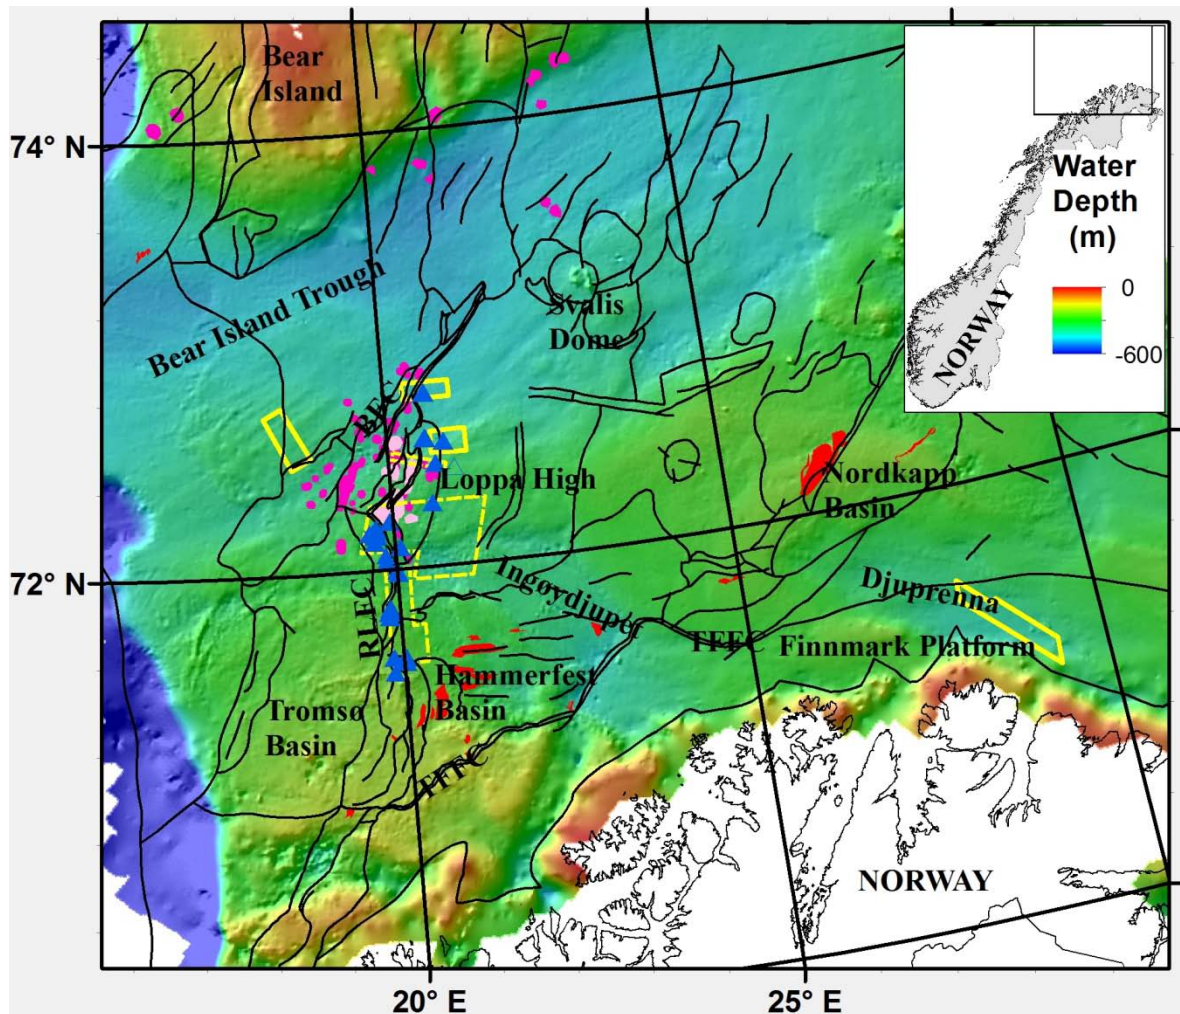 Bear
Island
74° N
Water
Depth
(m)
0
-600
NORWAY
Bear Island Trough
Svalis
Dome
BFC
Loppa High
Nordkapp
Basin
72° N
RLFC
Ingøydjupet
Djuprenna
TFFC
Finnmark Platform
Hammerfest
Basin
Tromsø
Basin
TFFC
NORWAY
20° E
25° E